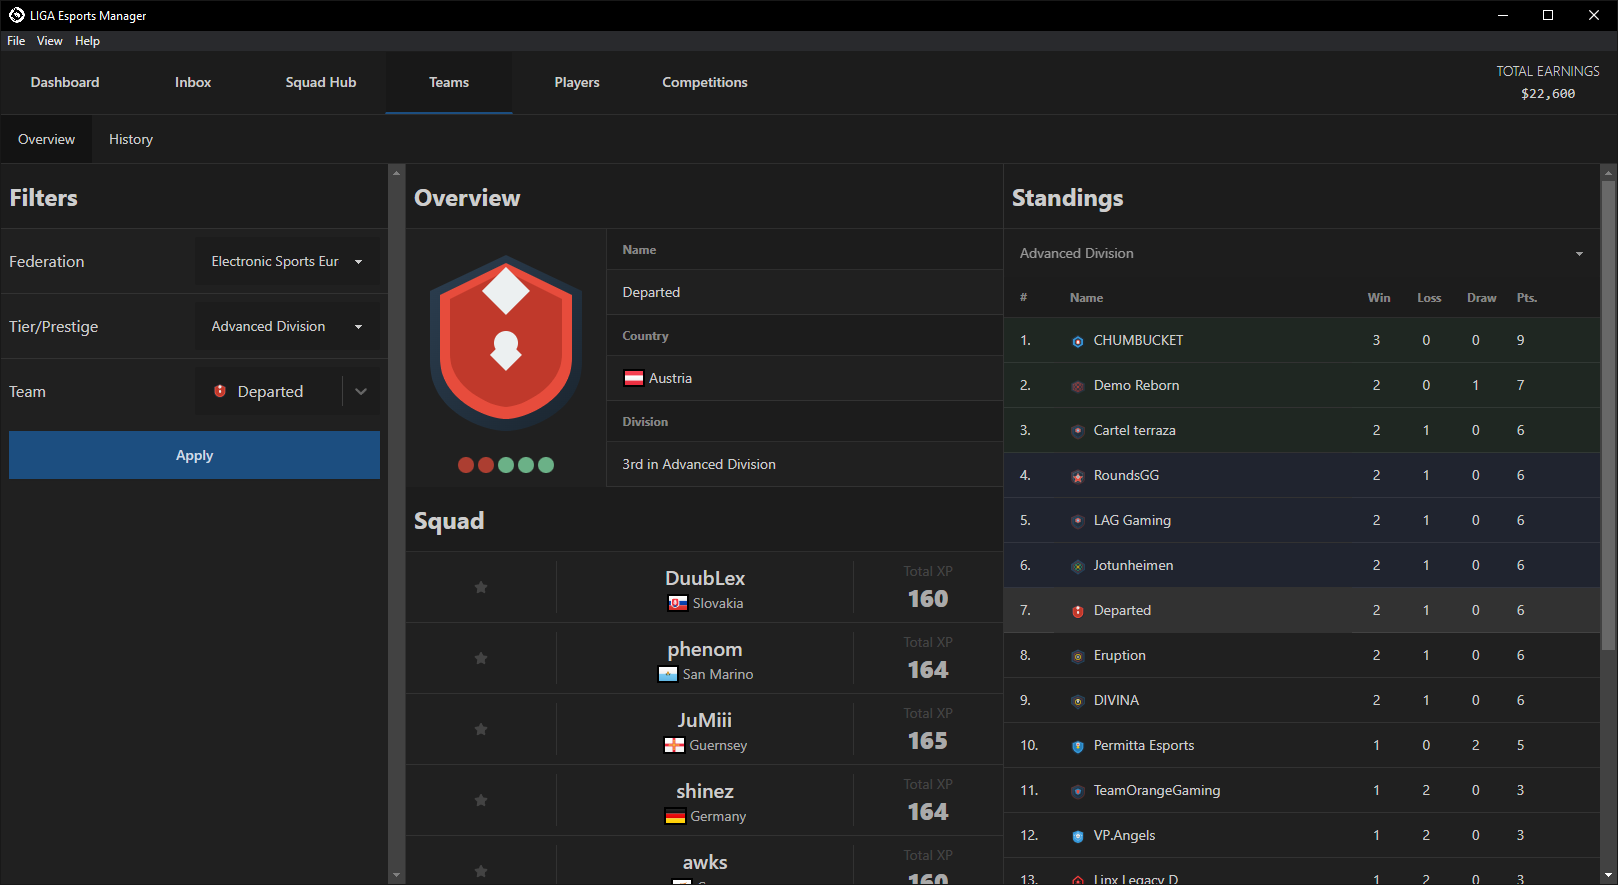 LIGA Esports Manager
File View Help
Dashboard Inbox Squad Hub Teams Players Competitions
TOTAL EARNINGS
$22,600
Overview History
Filters
Federation Electronic Sports Eur
Tier/Prestige Advanced Division
Team Departed
Apply
Overview
Name
Departed
Country
Austria
Division
3rd in Advanced Division
Squad
DuubLex
Slovakia
Total XP
160
phenom
San Marino
Total XP
164
JuMiii
Guernsey
Total XP
165
shinez
Germany
Total XP
164
awks
Total XP
160
Standings
Advanced Division
# Name Win Loss Draw Pts.
1. CHUMBUCKET 3 0 0 9
2. Demo Reborn 2 0 1 7
3. Cartel terraza 2 1 0 6
4. RoundsGG 2 1 0 6
5. LAG Gaming 2 1 0 6
6. Jotunheimen 2 1 0 6
7. Departed 2 1 0 6
8. Eruption 2 1 0 6
9. DIVINA 2 1 0 6
10. Permitta Esports 1 0 2 5
11. TeamOrangeGaming 1 2 0 3
12. VP.Angels 1 2 0 3
13. Linx Legacy D 1 2 0 3